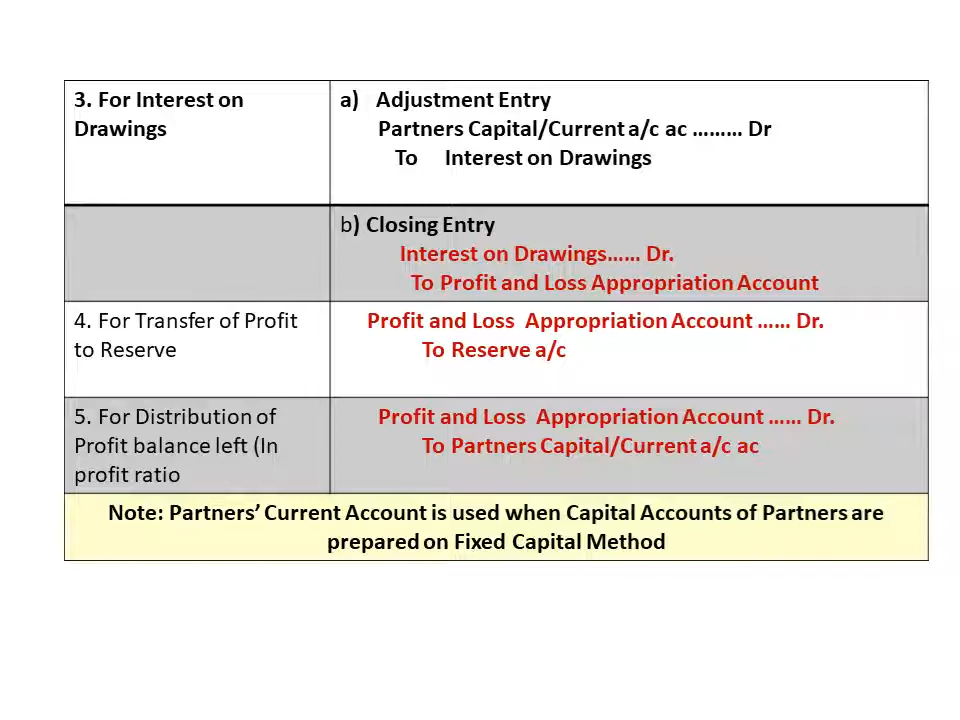 3. For Interest on
Drawings
a) Adjustment Entry
Partners Capital/Current a/c ac ……… Dr
To Interest on Drawings
b) Closing Entry
Interest on Drawings…… Dr.
To Profit and Loss Appropriation Account
4. For Transfer of Profit
to Reserve
Profit and Loss Appropriation Account …… Dr.
To Reserve a/c
5. For Distribution of
Profit balance left (In
profit ratio
Profit and Loss Appropriation Account …… Dr.
To Partners Capital/Current a/c ac
Note: Partners’ Current Account is used when Capital Accounts of Partners are
prepared on Fixed Capital Method